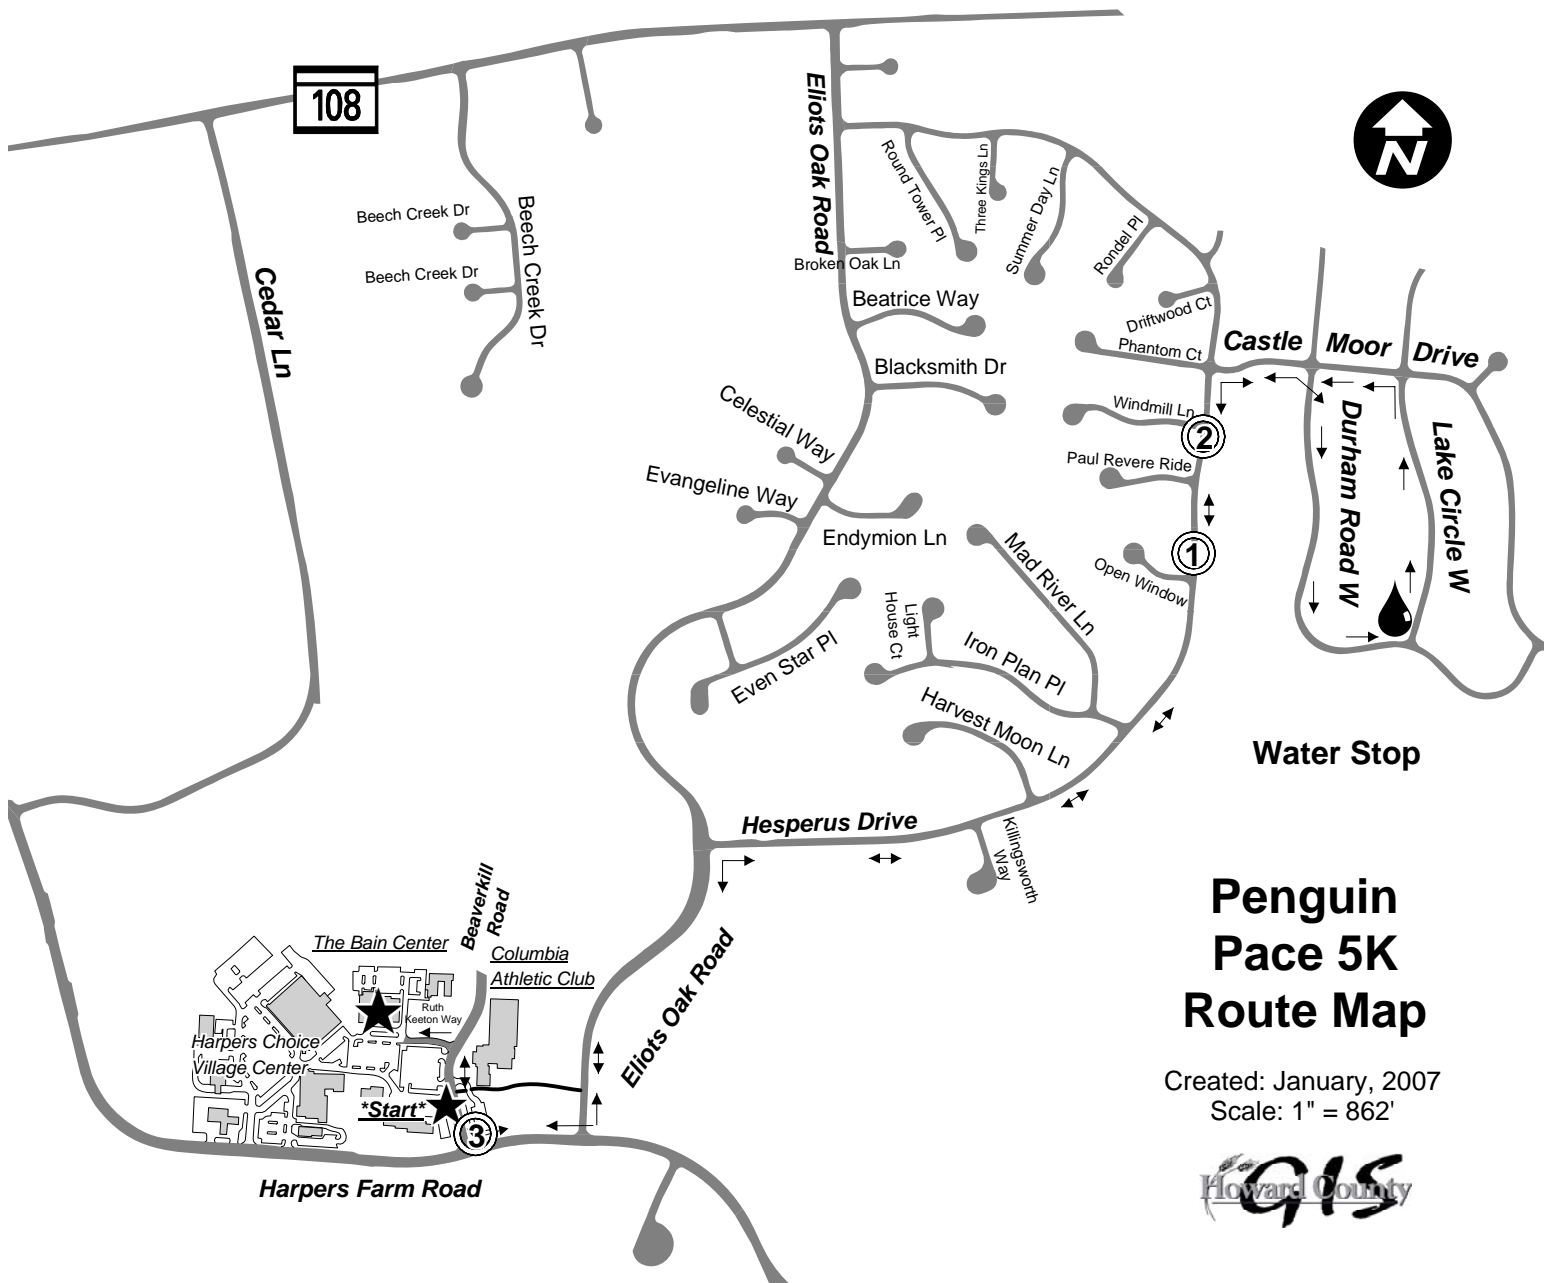 108
Eliots Oak Road
N
Round Tower Pl
Three Kings Ln
Summer Day Ln
Rondel Pl
Beech Creek Dr
Beech Creek Dr
Beech Creek Dr
Cedar Ln
Broken Oak Ln
Beatrice Way
Driftwood Ct
Phantom Ct
Castle Moor Drive
Blacksmith Dr
Celestial Way
Windmill Ln
2
Durham Road W
Lake Circle W
Paul Revere Ride
Evangeline Way
Endymion Ln
Mad River Ln
1
Open Window
Light
House Ct
Iron Plan Pl
Even Star Pl
Harvest Moon Ln
Water Stop
Hesperus Drive
Killingsworth
Way
Beaverkill
Road
The Bain Center
Columbia
Athletic Club
Eliots Oak Road
Ruth
Keeton Way
Harpers Choice
Village Center
*Start*
3
Harpers Farm Road
Penguin
Pace 5K
Route Map
Created: January, 2007
Scale: 1" = 862'
Howard County
GIS